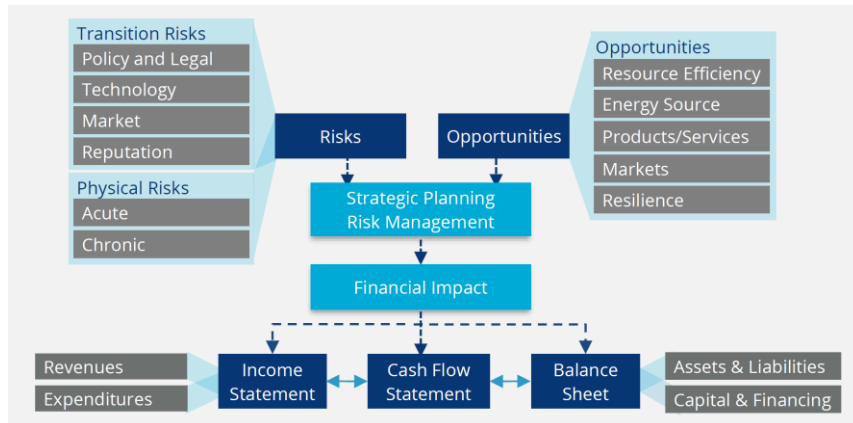 Transition Risks
Policy and Legal
Technology
Market
Reputation
Physical Risks
Acute
Chronic
Risks
Opportunities
Opportunities
Resource Efficiency
Energy Source
Products/Services
Markets
Resilience
Strategic Planning
Risk Management
Financial Impact
Revenues
Expenditures
Income
Statement
Cash Flow
Statement
Balance
Sheet
Assets & Liabilities
Capital & Financing